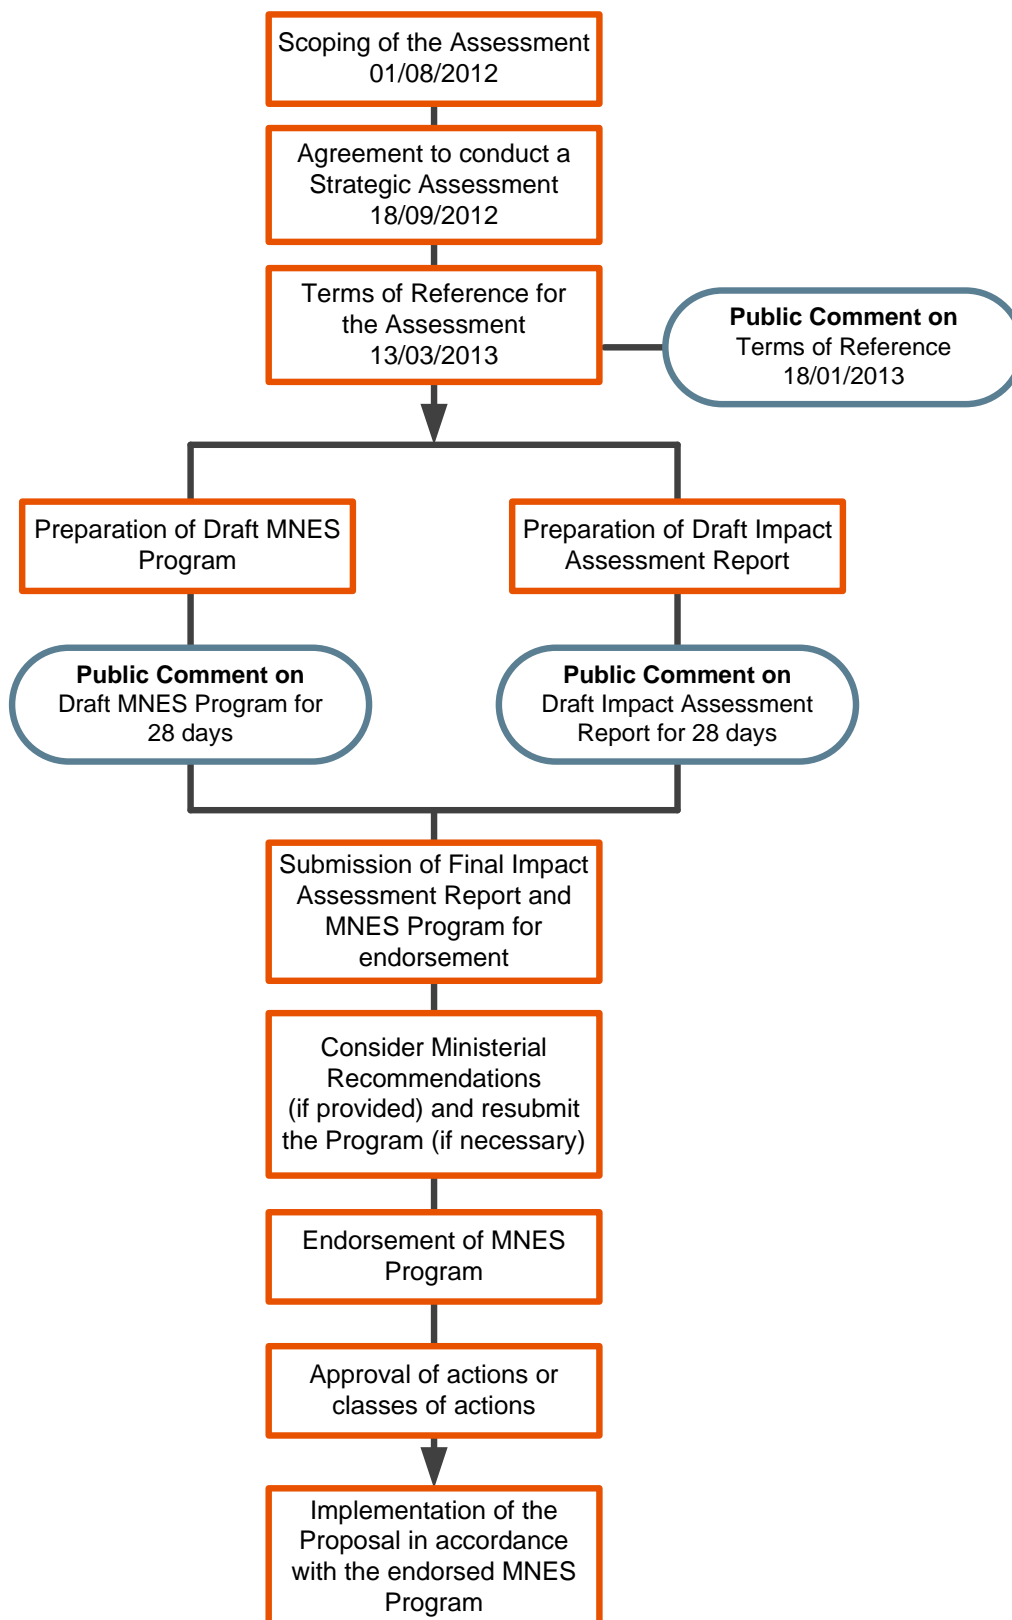 Scoping of the Assessment
01/08/2012
Agreement to conduct a
Strategic Assessment
18/09/2012
Terms of Reference for
the Assessment
13/03/2013
Public Comment on
Terms of Reference
18/01/2013
Preparation of Draft MNES
Program
Preparation of Draft Impact
Assessment Report
Public Comment on
Draft MNES Program for
28 days
Public Comment on
Draft Impact Assessment
Report for 28 days
Submission of Final Impact
Assessment Report and
MNES Program for
endorsement
Consider Ministerial
Recommendations
(if provided) and resubmit
the Program (if necessary)
Endorsement of MNES
Program
Approval of actions or
classes of actions
Implementation of the
Proposal in accordance
with the endorsed MNES
Program